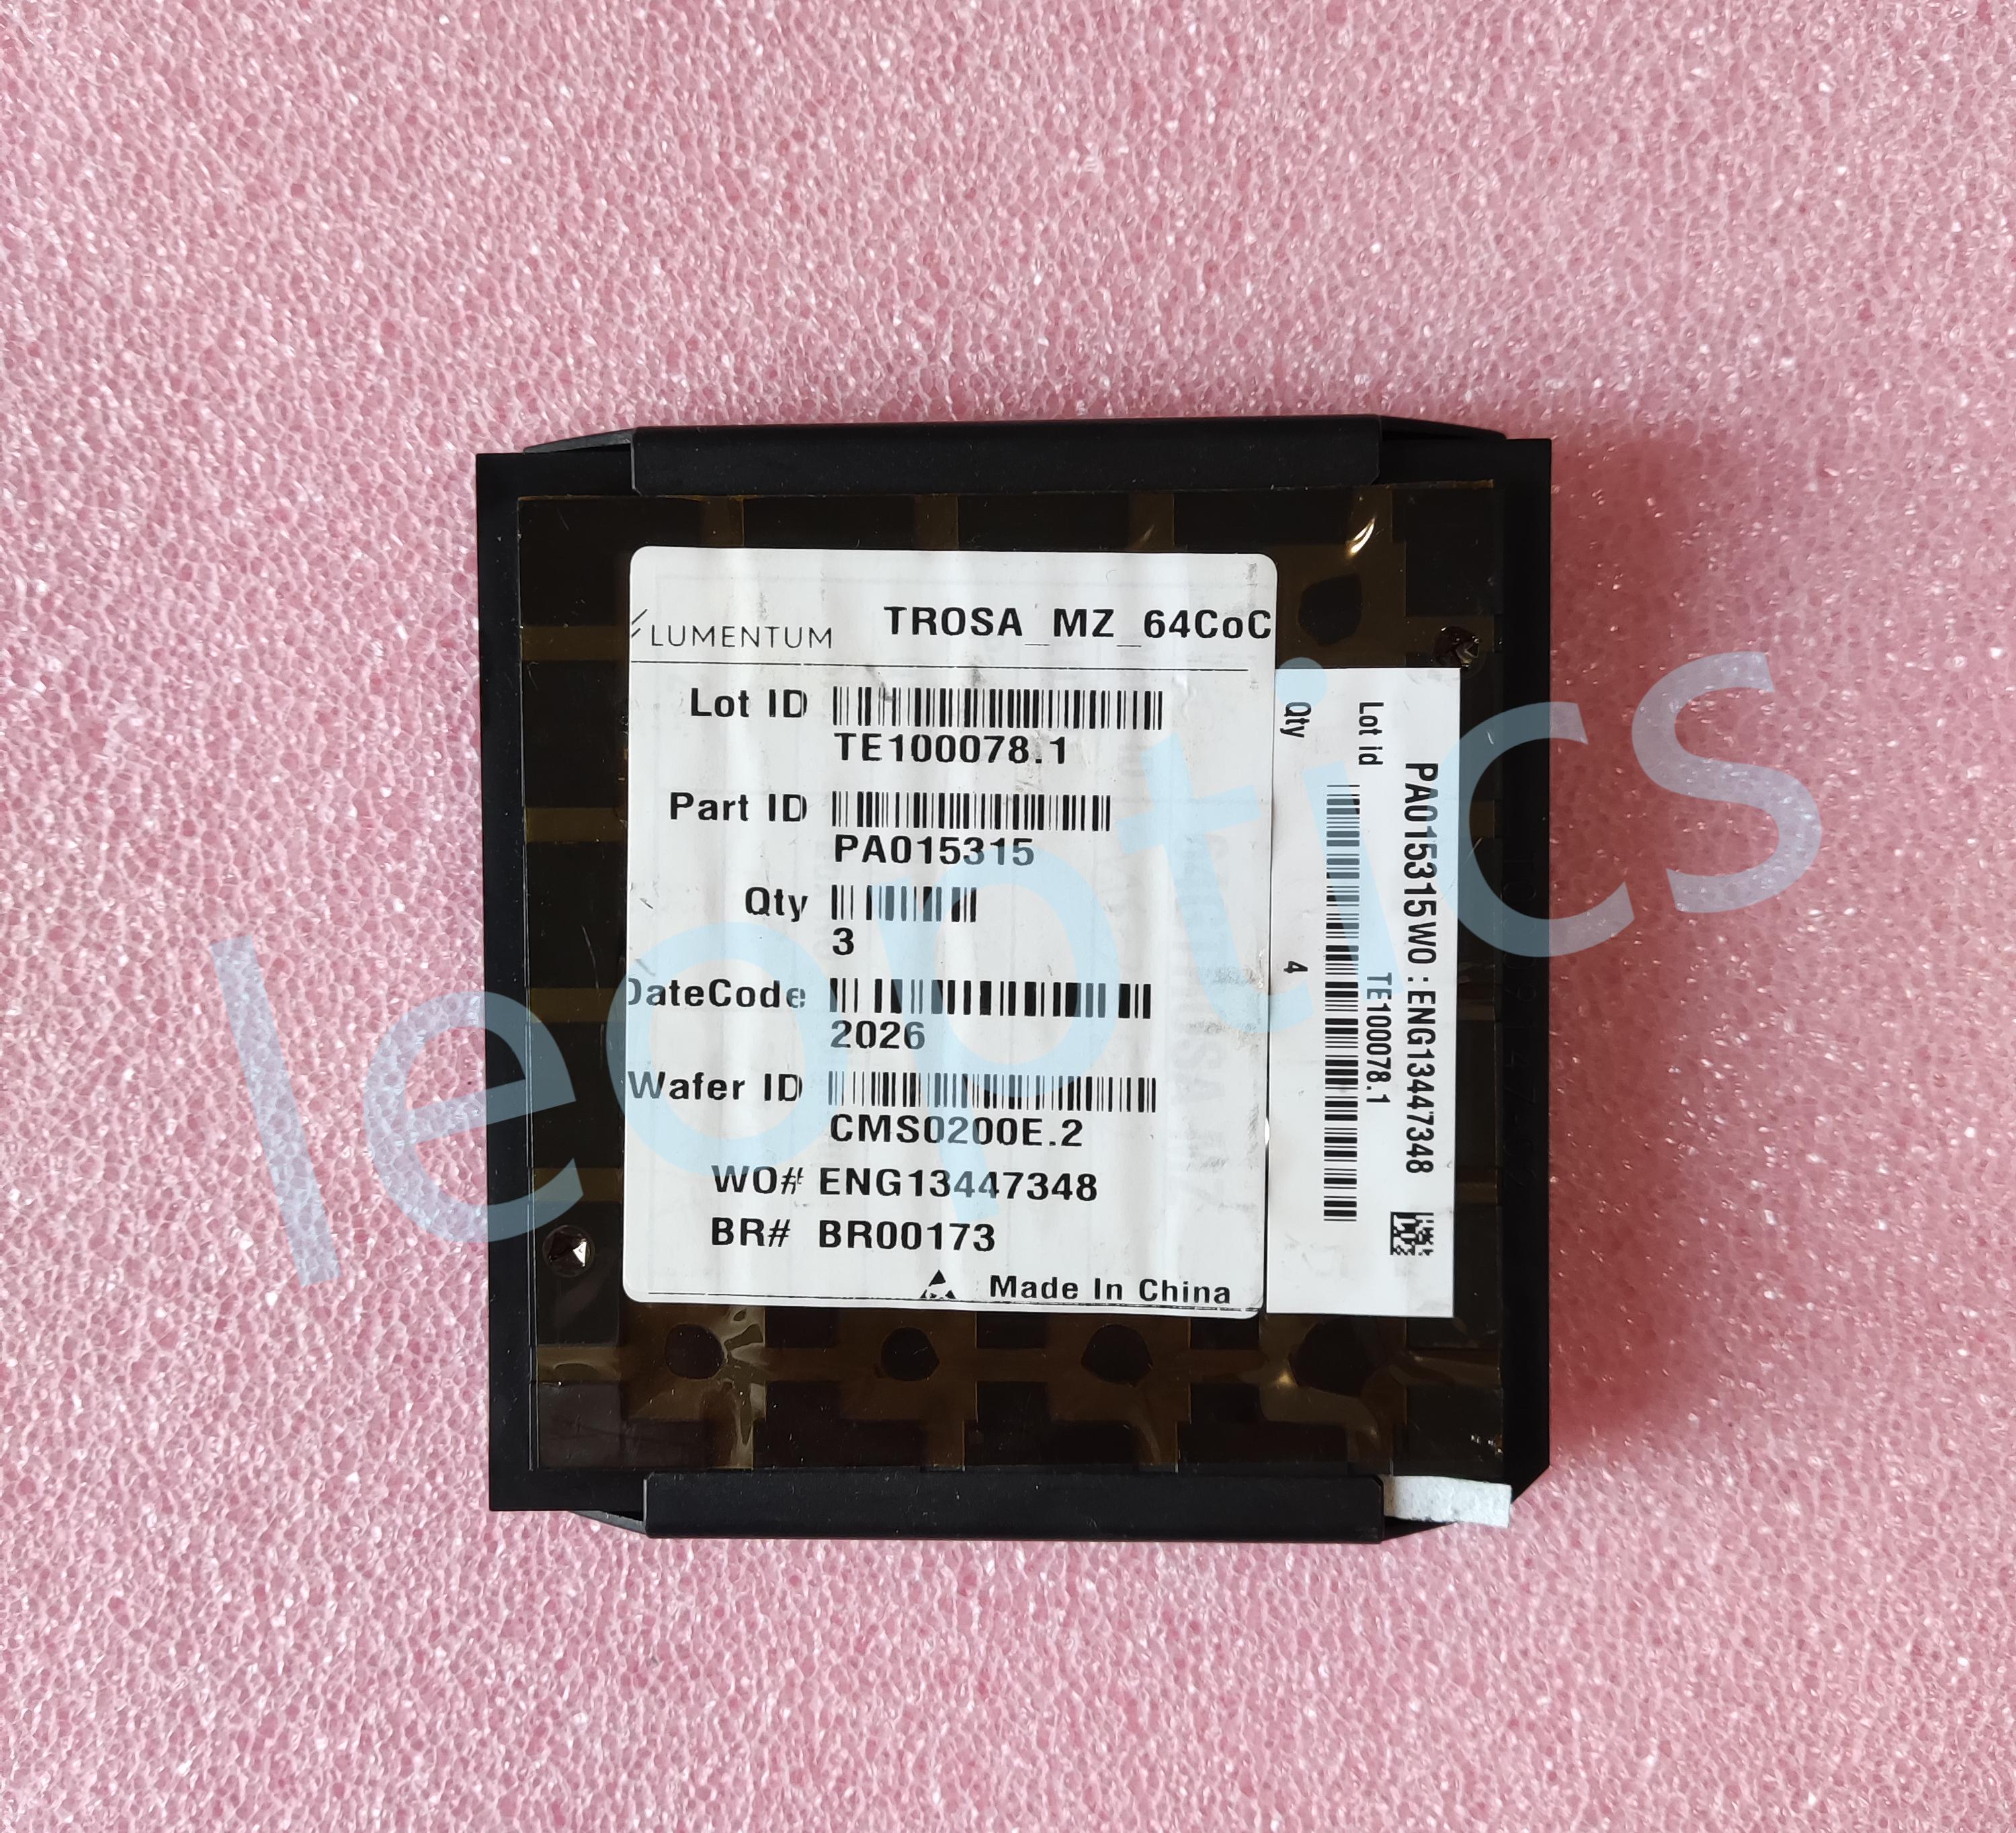 LUMENTUM TROSA_MZ_64CoC
Lot ID
TE100078.1
Part ID
PA015315
Qty
3
DateCode
2026
Wafer ID
CMS0200E.2
WO# ENG13447348
BR# BR00173
Made In China
PA015315WO:ENG13447348
Lot id
TE100078.1
Qty 4
leoptics